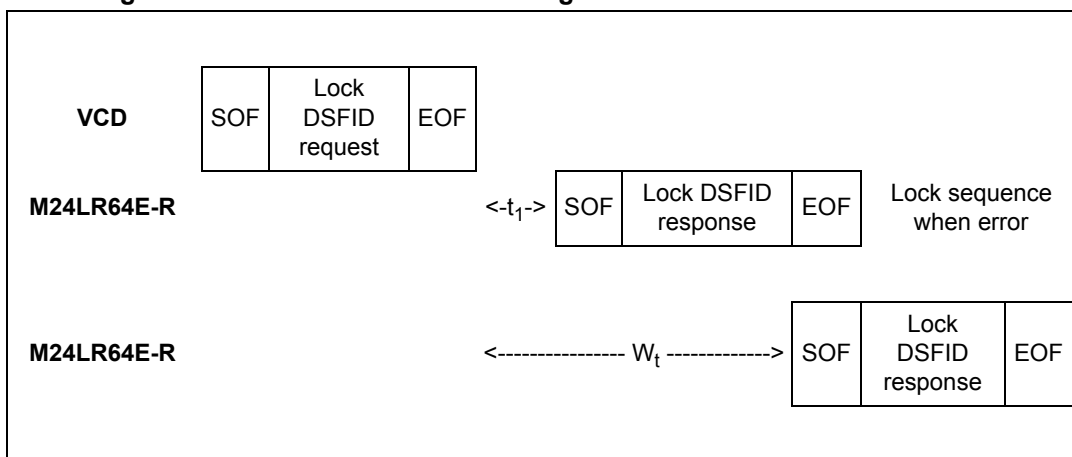 VCD
SOF
Lock
DSFID
request
EOF
M24LR64E-R
<-t1->
SOF
Lock DSFID
response
EOF
Lock sequence
when error
M24LR64E-R
<---------------- Wt ------------->
SOF
Lock
DSFID
response
EOF